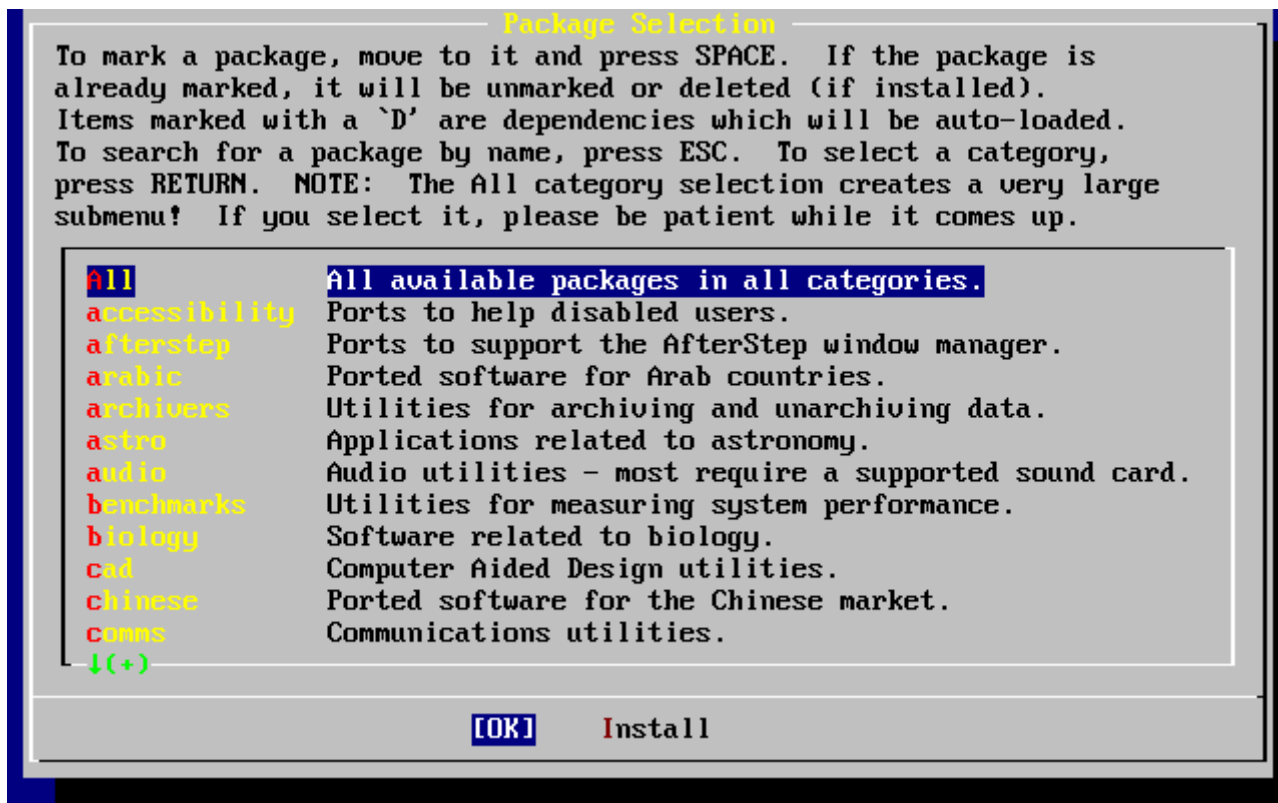 Package Selection
To mark a package, move to it and press SPACE.  If the package is
already marked, it will be unmarked or deleted (if installed).
Items marked with a `D' are dependencies which will be auto-loaded.
To search for a package by name, press ESC.  To select a category,
press RETURN.  NOTE:  The All category selection creates a very large
submenu!  If you select it, please be patient while it comes up.
All All available packages in all categories.
accessibility Ports to help disabled users.
afterstep Ports to support the AfterStep window manager.
arabic Ported software for Arab countries.
archivers Utilities for archiving and unarchiving data.
astro Applications related to astronomy.
audio Audio utilities - most require a supported sound card.
benchmarks Utilities for measuring system performance.
biology Software related to biology.
cad Computer Aided Design utilities.
chinese Ported software for the Chinese market.
comms Communications utilities.
↓(+)
[OK] Install